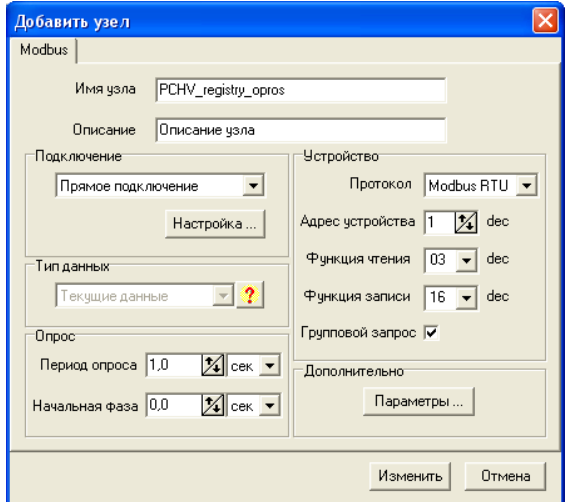 Добавить узел
Modbus
Имя узла PCHV_registry_opros
Описание Описание узла
Подключение
Прямое подключение
Настройка ...
Тип данных
Текущие данные ?
Опрос
Период опроса 1,0 сек
Начальная фаза 0,0 сек
Устройство
Протокол Modbus RTU
Адрес устройства 1 dec
Функция чтения 03 dec
Функция записи 16 dec
Групповой запрос
Дополнительно
Параметры ...
Изменить Отмена